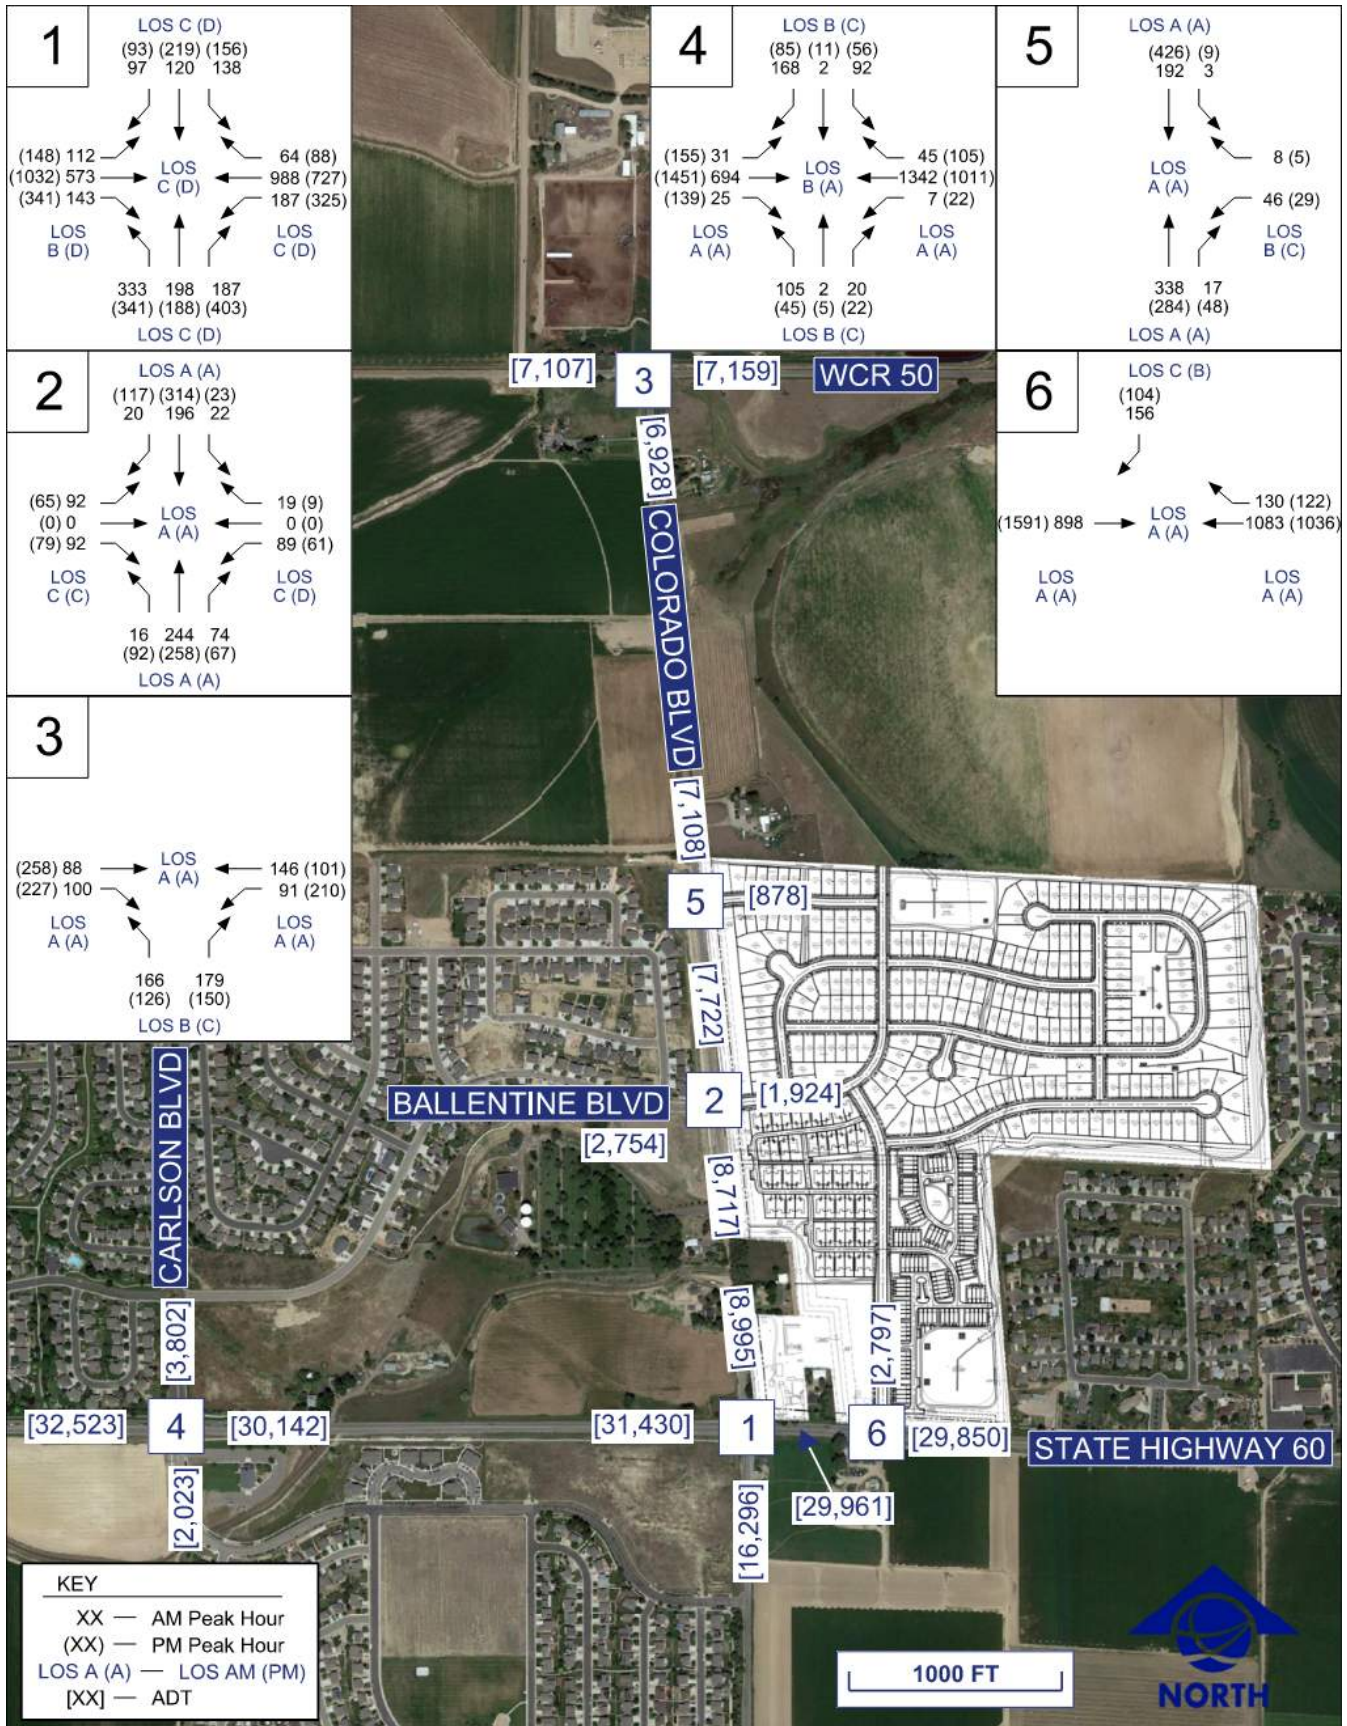 1
LOS C (D)
(93) (219) (156)
97 120 138
(148) 112
(1032) 573
(341) 143
LOS
C (D)
64 (88)
988 (727)
187 (325)
LOS
B (D)
LOS
C (D)
333 198 187
(341) (188) (403)
LOS C (D)
4
LOS B (C)
(85) (11) (56)
168 2 92
(155) 31
(1451) 694
(139) 25
LOS
B (A)
45 (105)
1342 (1011)
7 (22)
LOS
A (A)
LOS
A (A)
105 2 20
(45) (5) (22)
LOS B (C)
5
LOS A (A)
(426) (9)
192 3
LOS
A (A)
8 (5)
46 (29)
LOS
B (C)
338 17
(284) (48)
LOS A (A)
2
LOS A (A)
(117) (314) (23)
20 196 22
(65) 92
(0) 0
(79) 92
LOS
A (A)
19 (9)
0 (0)
89 (61)
LOS
C (C)
LOS
C (D)
16 244 74
(92) (258) (67)
LOS A (A)
6
LOS C (B)
(104)
156
(1591) 898
LOS
A (A)
130 (122)
1083 (1036)
LOS
A (A)
LOS
A (A)
3
(258) 88
(227) 100
LOS
A (A)
146 (101)
91 (210)
LOS
A (A)
LOS
A (A)
166 179
(126) (150)
LOS B (C)
[7,107]
3
[7,159]
WCR 50
[6,928]
COLORADO BLVD
[7,108]
5
[878]
[7,722]
BALLENTINE BLVD
2
[1,924]
[2,754]
[8,717]
CARLSON BLVD
[8,995]
[3,802]
[2,797]
[32,523]
4
[30,142]
[31,430]
1
6
[29,850]
STATE HIGHWAY 60
[2,023]
[29,961]
[16,296]
KEY
XX — AM Peak Hour
(XX) — PM Peak Hour
LOS A (A) — LOS AM (PM)
[XX] — ADT
1000 FT
NORTH